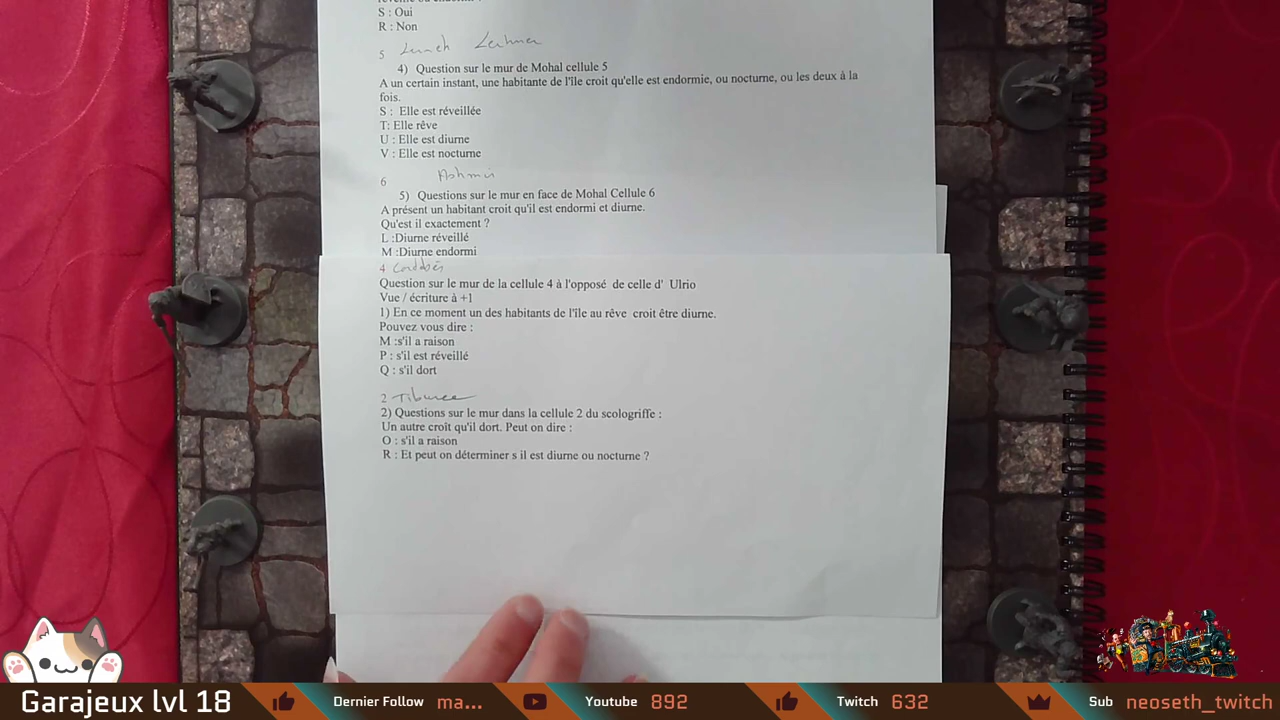 S : Oui
R : Non
5
4) Question sur le mur de Mohal cellule 5
A un certain instant, une habitante de l'île croit qu'elle est endormie, ou nocturne, ou les deux à la
fois.
S : Elle est réveillée
T: Elle rêve
U : Elle est diurne
V : Elle est nocturne
6
5) Questions sur le mur en face de Mohal Cellule 6
A présent un habitant croit qu'il est endormi et diurne.
Qu'est il exactement ?
L :Diurne réveillé
M :Diurne endormi
4
Question sur le mur de la cellule 4 à l'opposé de celle d' Ulrio
Vue / écriture à +1
1) En ce moment un des habitants de l'île au rêve croit être diurne.
Pouvez vous dire :
M :s'il a raison
P : s'il est réveillé
Q : s'il dort
2 Tiburce
2) Questions sur le mur dans la cellule 2 du scologriffe :
Un autre croît qu'il dort. Peut on dire :
O : s'il a raison
R : Et peut on déterminer s il est diurne ou nocturne ?
Garajeux lvl 18
Dernier Follow ma...
Youtube 892
Twitch 632
Sub neoseth_twitch